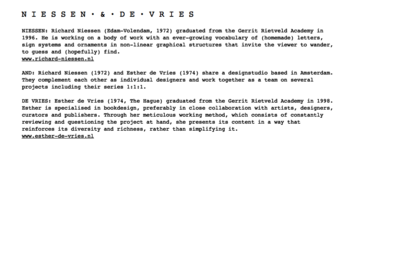 NIESSEN·&·DE·VRIES
NIESSEN: Richard Niessen (Edam-Volendam, 1972) graduated from the Gerrit Rietveld Academy in
1996. He is working on a body of work with an ever-growing vocabulary of (homemade) letters,
sign systems and ornaments in non-linear graphical structures that invite the viewer to wander,
to guess and (hopefully) find.
www.richard-niessen.nl
AND: Richard Niessen (1972) and Esther de Vries (1974) share a designstudio based in Amsterdam.
They complement each other as individual designers and work together as a team on several
projects including their series 1:1:1.
DE VRIES: Esther de Vries (1974, The Hague) graduated from the Gerrit Rietveld Academy in 1998.
Esther is specialised in bookdesign, preferably in close collaboration with artists, designers,
curators and publishers. Through her meticulous working method, which consists of constantly
reviewing and questioning the project at hand, she presents its content in a way that
reinforces its diversity and richness, rather than simplifying it.
www.esther-de-vries.nl